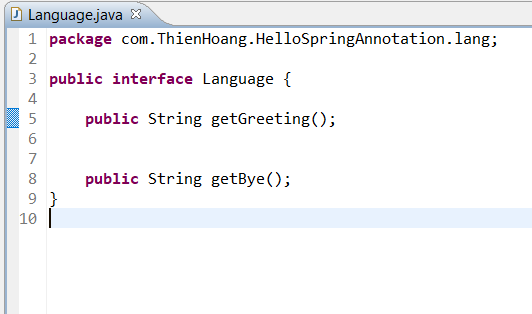 Language.java
1 package com.ThienHoang.HelloSpringAnnotation.lang;
2
3 public interface Language {
4
5     public String getGreeting();
6
7
8     public String getBye();
9 }
10